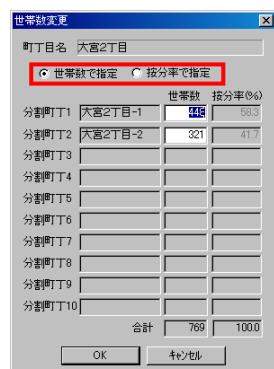 世帯数変更
町丁目名 大宮2丁目
世帯数で指定 按分率で指定
世帯数 按分率(%)
分割町丁1 大宮2丁目-1 448 58.3
分割町丁2 大宮2丁目-2 321 41.7
分割町丁3
分割町丁4
分割町丁5
分割町丁6
分割町丁7
分割町丁8
分割町丁9
分割町丁10
合計 769 100.0
OK キャンセル